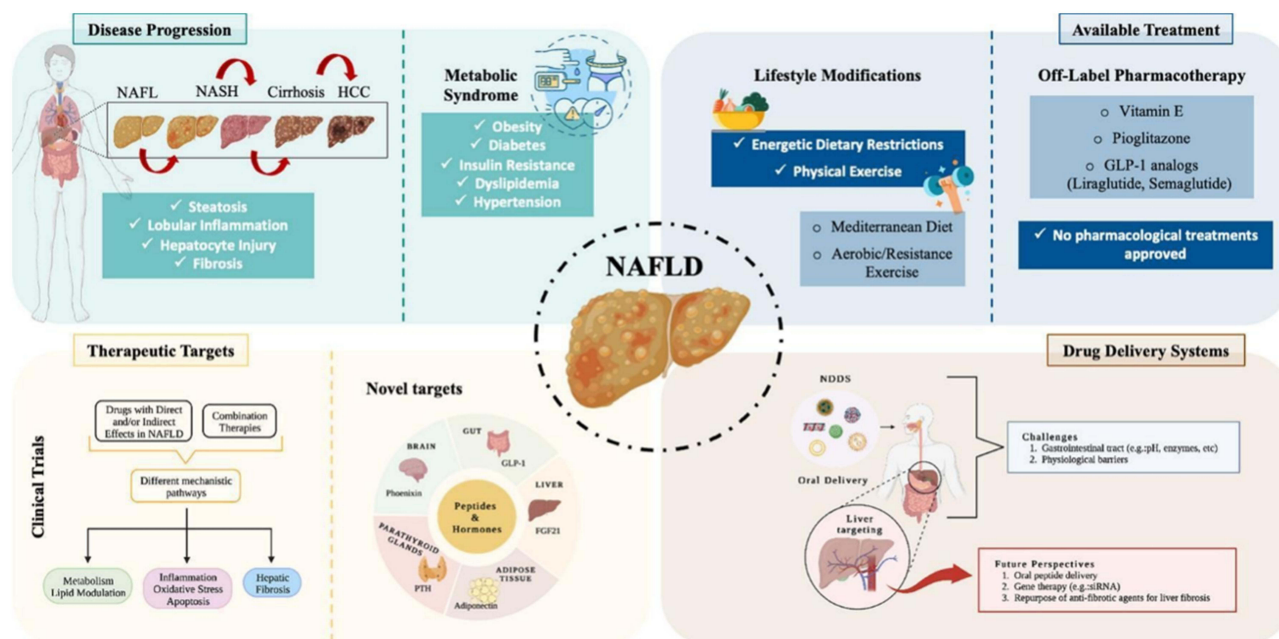 Disease Progression
NAFL
NASH
Cirrhosis
HCC
✓ Steatosis
✓ Lobular Inflammation
✓ Hepatocyte Injury
✓ Fibrosis
Metabolic
Syndrome
✓ Obesity
✓ Diabetes
✓ Insulin Resistance
✓ Dyslipidemia
✓ Hypertension
Available Treatment
Lifestyle Modifications
✓ Energetic Dietary Restrictions
✓ Physical Exercise
○ Mediterranean Diet
○ Aerobic/Resistance
Exercise
Off-Label Pharmacotherapy
○ Vitamin E
○ Pioglitazone
○ GLP-1 analogs
(Liraglutide, Semaglutide)
✓ No pharmacological treatments
approved
NAFLD
Therapeutic Targets
Clinical Trials
Drugs with Direct
and/or Indirect
Effects in NAFLD
Combination
Therapies
Different mechanistic
pathways
Metabolism
Lipid Modulation
Inflammation
Oxidative Stress
Apoptosis
Hepatic
Fibrosis
Novel targets
BRAIN
Phoenixin
GUT
GLP-1
LIVER
FGF21
Peptides
&
Hormones
PARATHYROID
GLANDS
PTH
ADIPOSE
TISSUE
Adiponectin
Drug Delivery Systems
NDDS
Oral Delivery
Liver
targeting
Challenges
1. Gastrointestinal tract (e.g.:pH, enzymes, etc)
2. Physiological barriers
Future Perspectives
1. Oral peptide delivery
2. Gene therapy (e.g.:siRNA)
3. Repurpose of anti-fibrotic agents for liver fibrosis